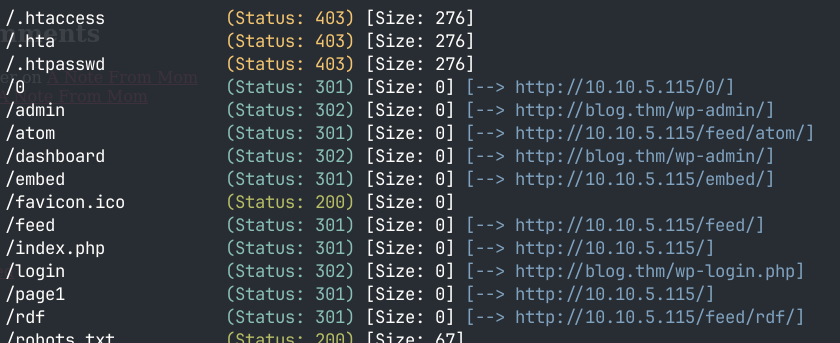 /.htaccess (Status: 403) [Size: 276]
/.hta (Status: 403) [Size: 276]
/.htpasswd (Status: 403) [Size: 276]
/0 (Status: 301) [Size: 0] [--> http://10.10.5.115/0/]
/admin (Status: 302) [Size: 0] [--> http://blog.thm/wp-admin/]
/atom (Status: 301) [Size: 0] [--> http://10.10.5.115/feed/atom/]
/dashboard (Status: 302) [Size: 0] [--> http://blog.thm/wp-admin/]
/embed (Status: 301) [Size: 0] [--> http://10.10.5.115/embed/]
/favicon.ico (Status: 200) [Size: 0]
/feed (Status: 301) [Size: 0] [--> http://10.10.5.115/feed/]
/index.php (Status: 301) [Size: 0] [--> http://10.10.5.115/]
/login (Status: 302) [Size: 0] [--> http://blog.thm/wp-login.php]
/page1 (Status: 301) [Size: 0] [--> http://10.10.5.115/]
/rdf (Status: 301) [Size: 0] [--> http://10.10.5.115/feed/rdf/]
/robots.txt (Status: 200) [Size: 67]
on A Note From Mom
A Note From Mom